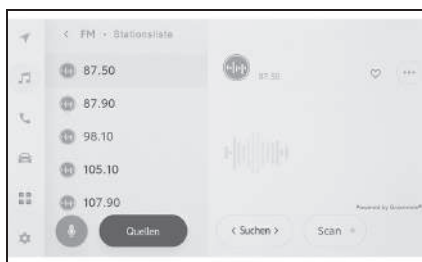 < FM · Stationsliste
87.50
87.90
98.10
105.10
107.90
Quellen
87.50
Powered by Gracenote®
< Suchen >
Scan